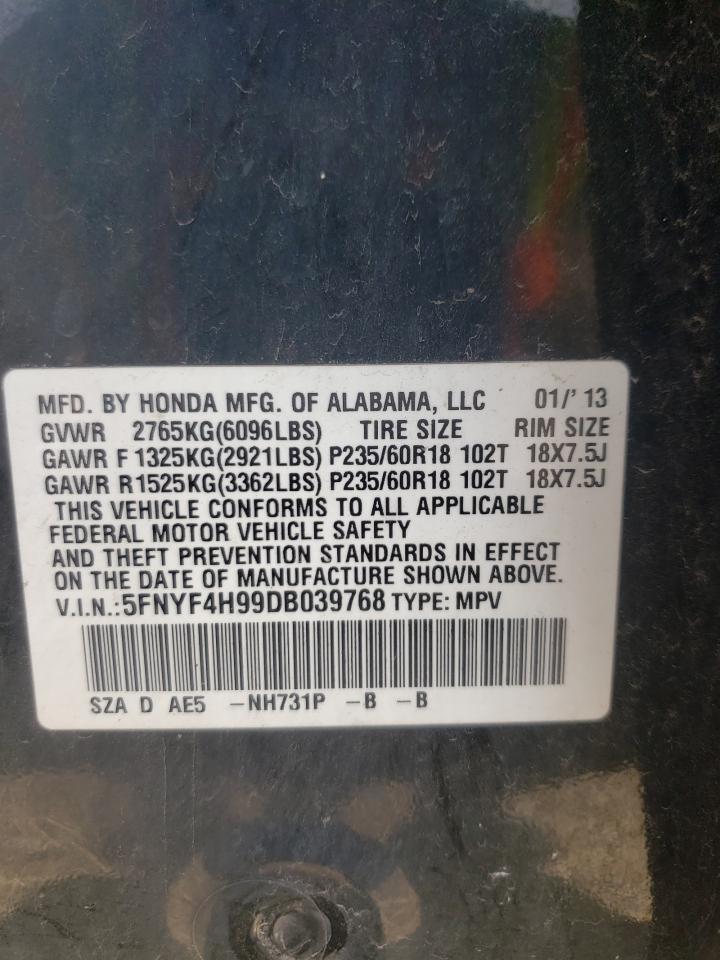 MFD. BY HONDA MFG. OF ALABAMA, LLC 01/'13
GVWR 2765KG(6096LBS) TIRE SIZE RIM SIZE
GAWR F 1325KG(2921LBS) P235/60R18 102T 18X7.5J
GAWR R1525KG(3362LBS) P235/60R18 102T 18X7.5J
THIS VEHICLE CONFORMS TO ALL APPLICABLE
FEDERAL MOTOR VEHICLE SAFETY
AND THEFT PREVENTION STANDARDS IN EFFECT
ON THE DATE OF MANUFACTURE SHOWN ABOVE.
V.I.N.:5FNYF4H99DB039768 TYPE: MPV
SZA D AE5 -NH731P -B -B